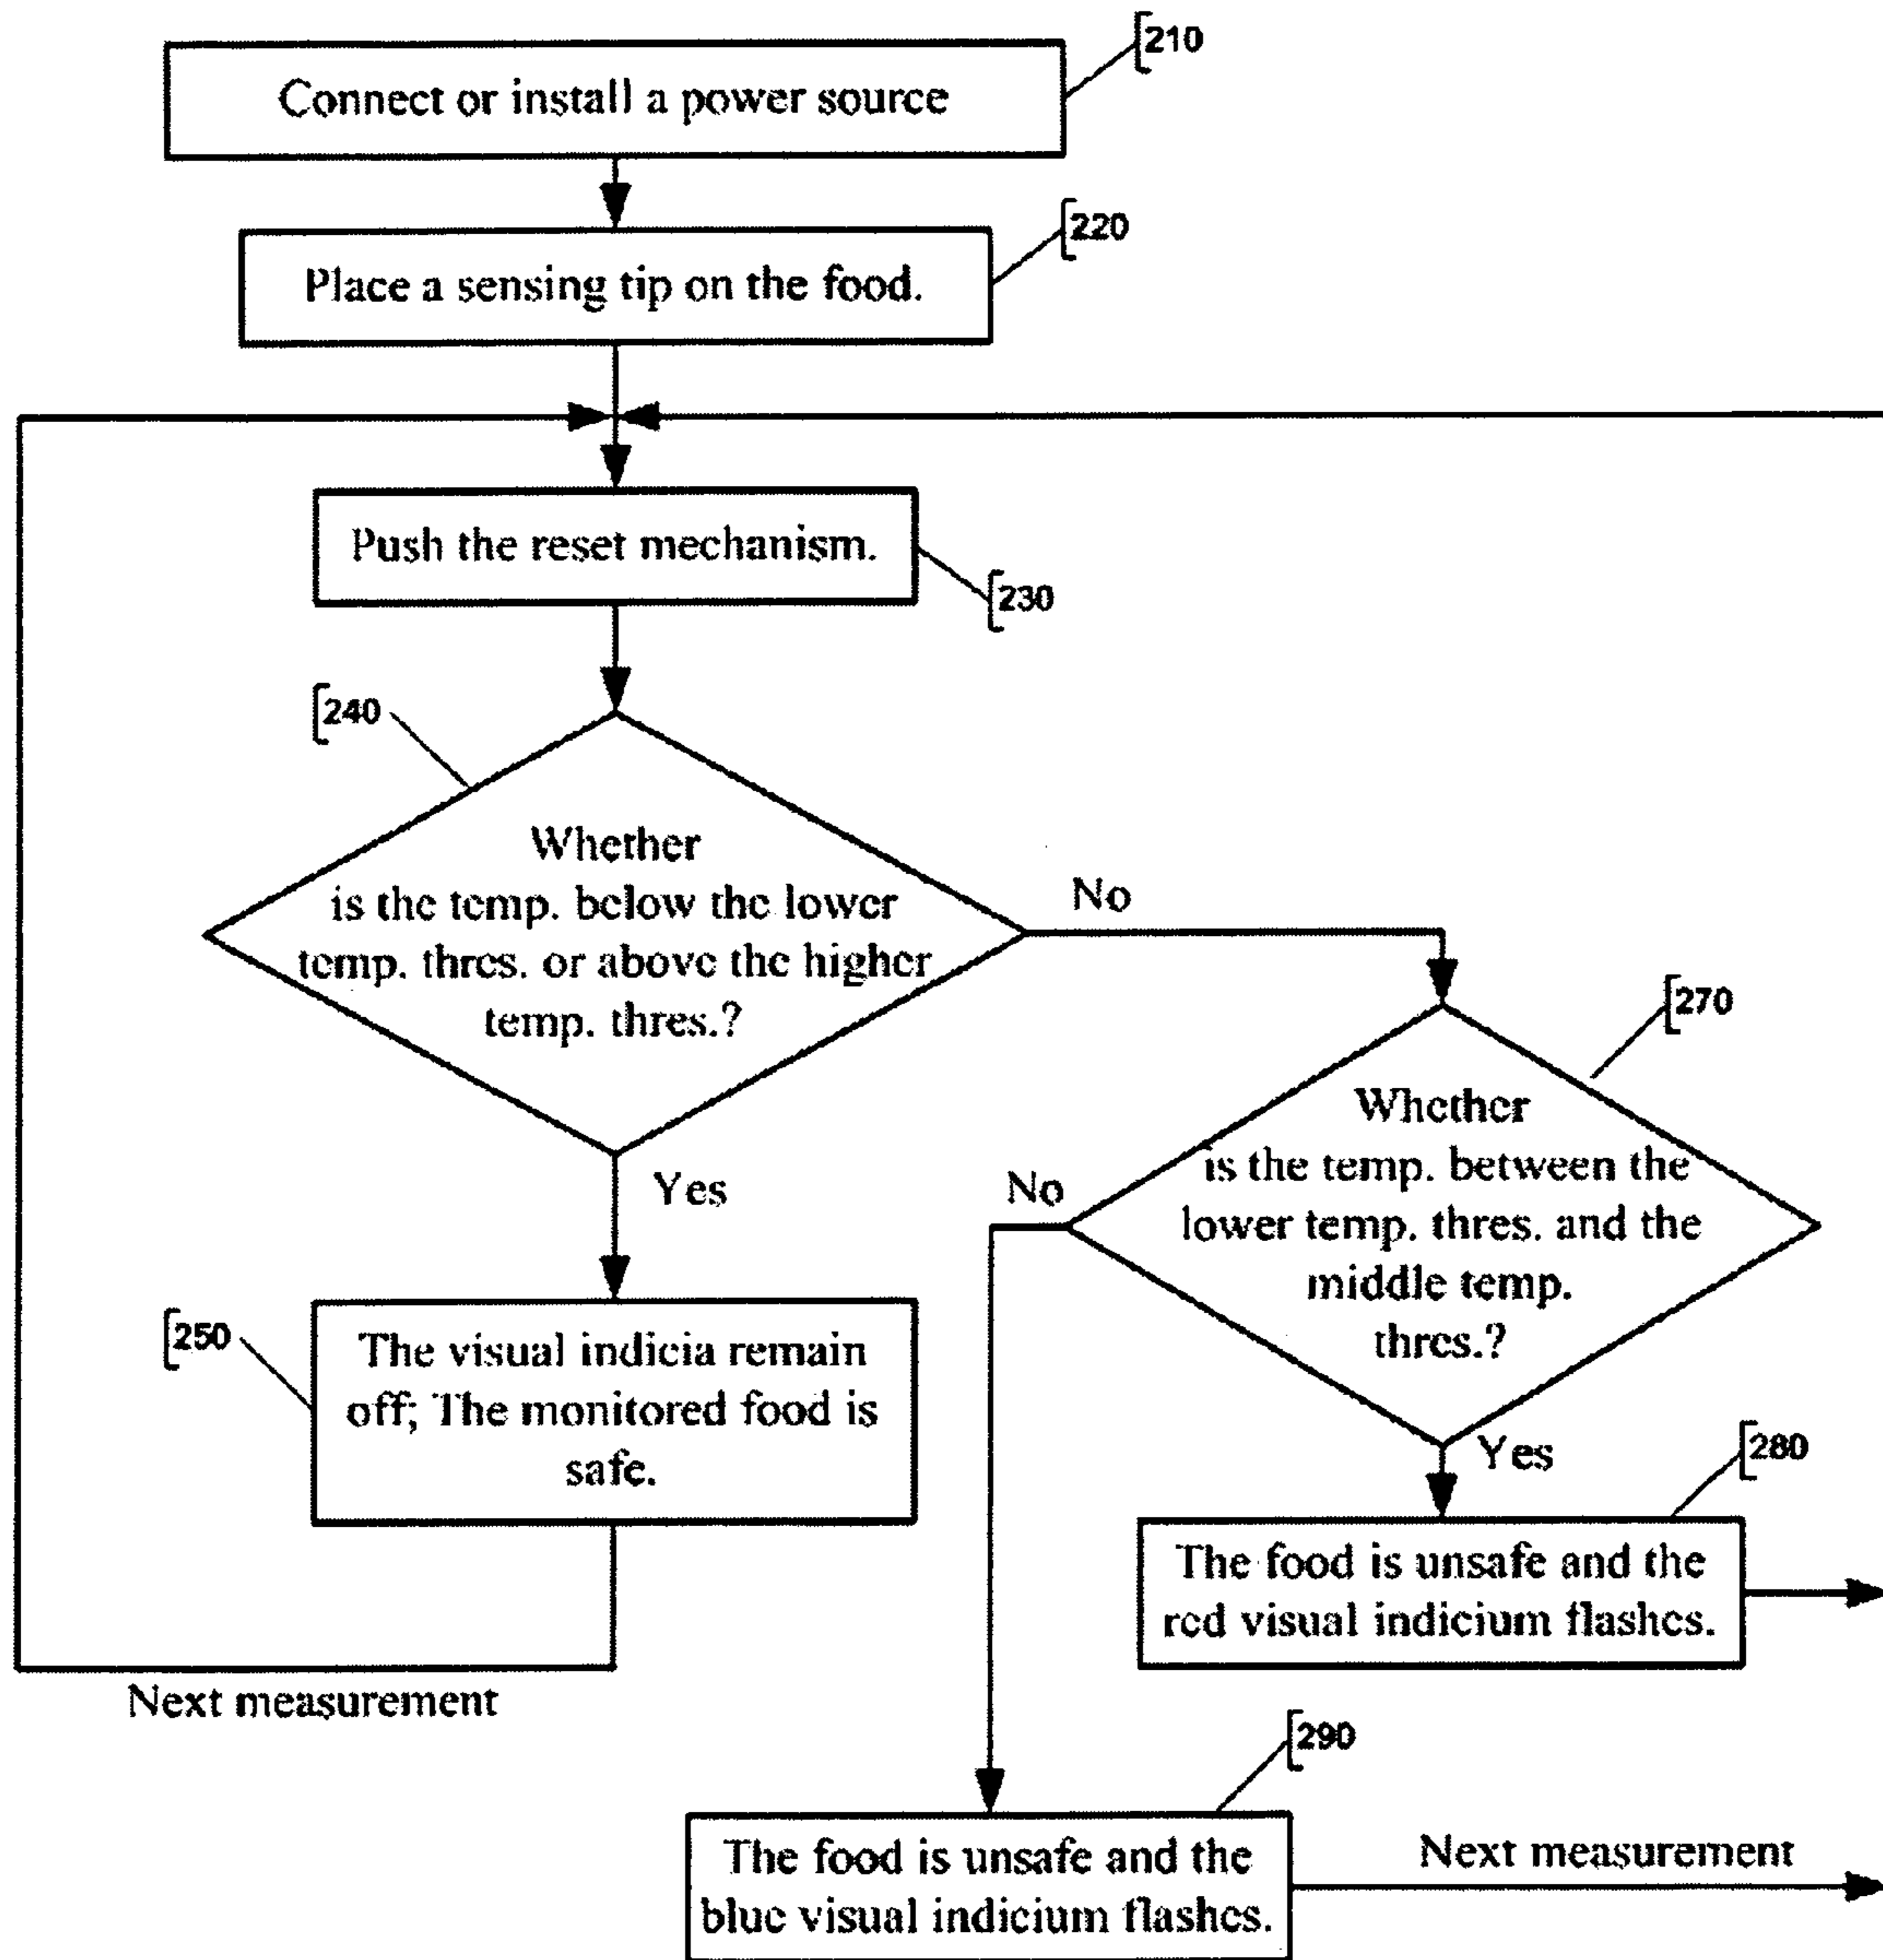 210
Connect or install a power source
220
Place a sensing tip on the food.
Push the reset mechanism.
230
240
Whether
is the temp. below the lower
temp. thres. or above the higher
temp. thres.?
No
270
Whether
is the temp. between the
lower temp. thres. and the
middle temp.
thres.?
No
Yes
250
The visual indicia remain
off; The monitored food is
safe.
Yes
280
The food is unsafe and the
red visual indicium flashes.
Next measurement
290
The food is unsafe and the
blue visual indicium flashes.
Next measurement